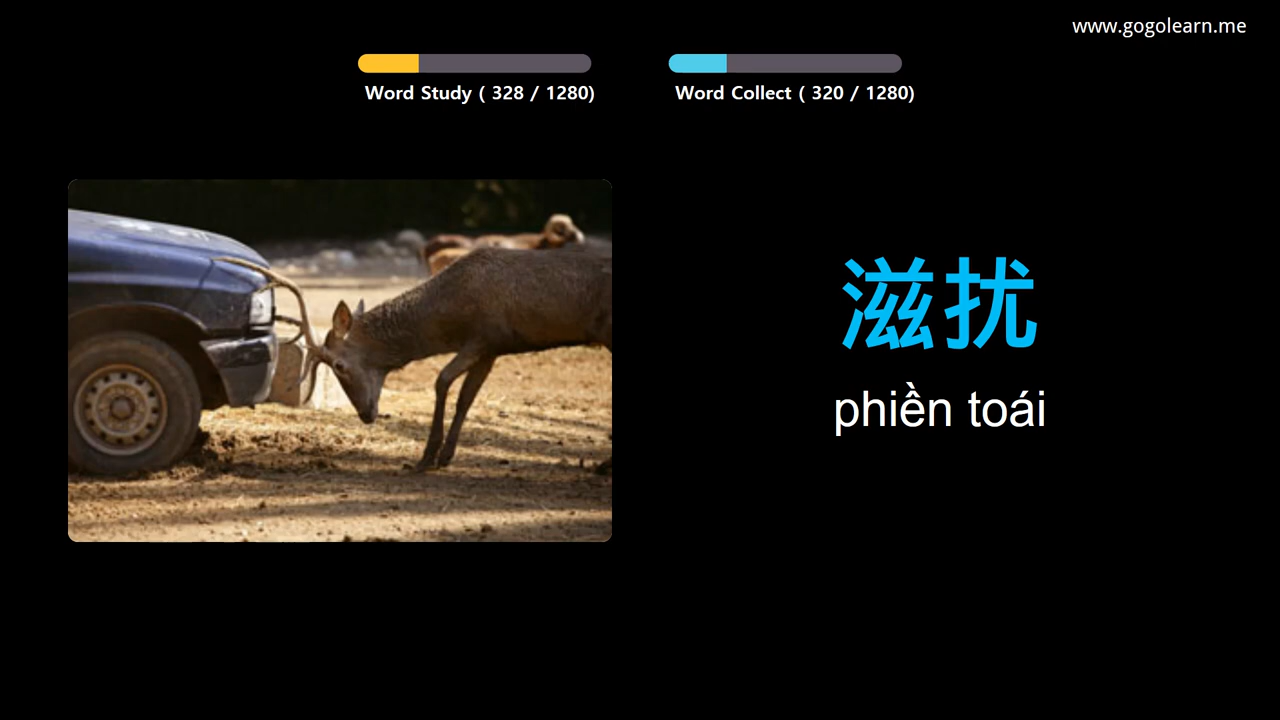 www.gogolearn.me
Word Study ( 328 / 1280)
Word Collect ( 320 / 1280)
滋扰
phiền toái